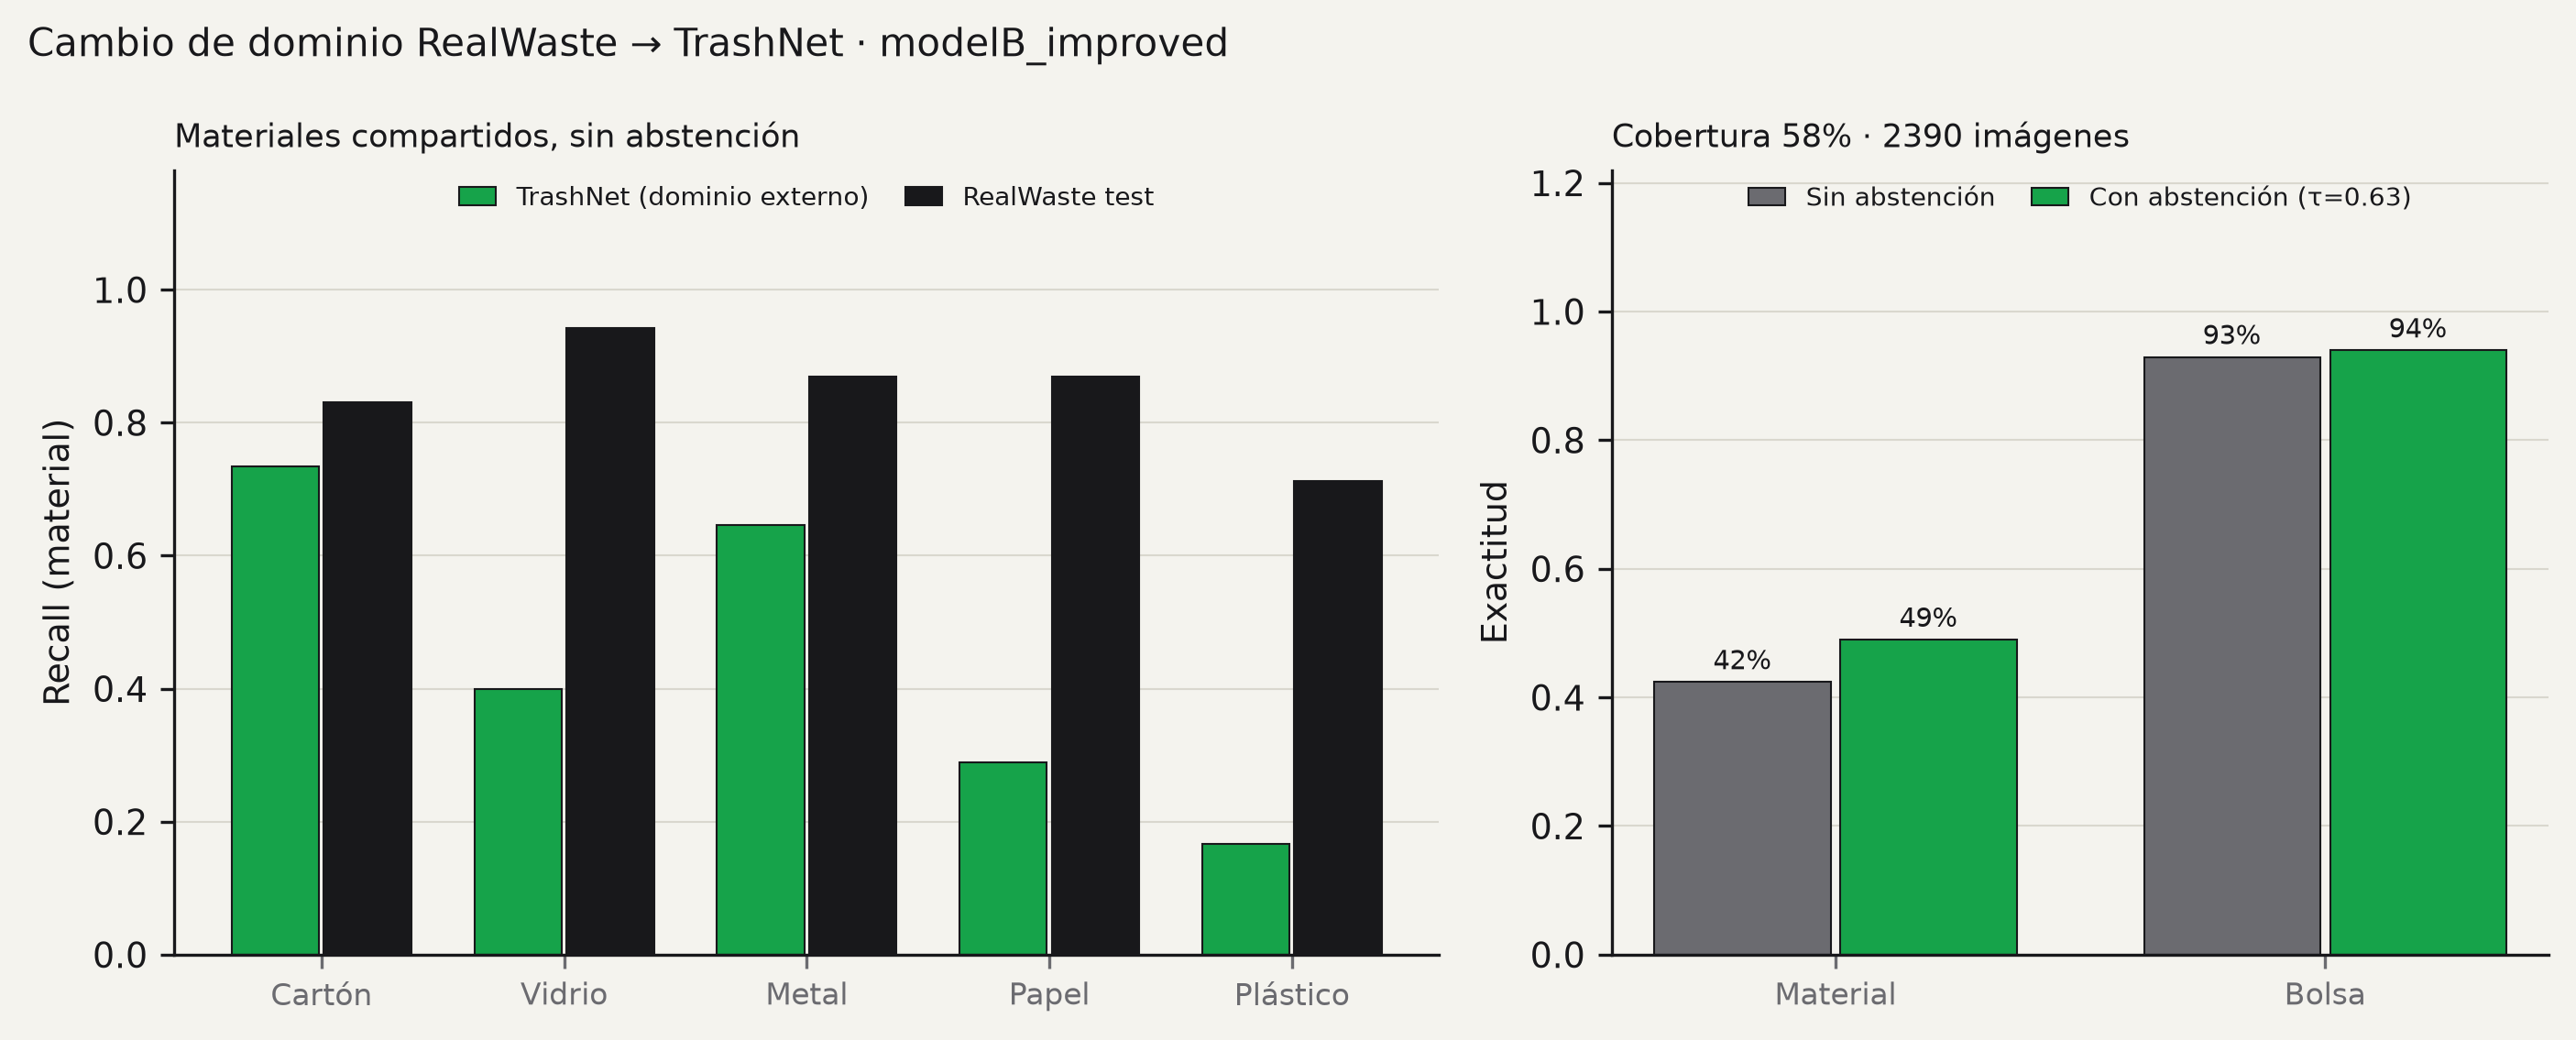 Cambio de dominio RealWaste → TrashNet · modelB_improved
Materiales compartidos, sin abstención
TrashNet (dominio externo)
RealWaste test
Recall (material)
1.0
0.8
0.6
0.4
0.2
0.0
Cartón
Vidrio
Metal
Papel
Plástico
Cobertura 58% · 2390 imágenes
Sin abstención
Con abstención (τ=0.63)
Exactitud
1.2
1.0
0.8
0.6
0.4
0.2
0.0
42%
49%
93%
94%
Material
Bolsa